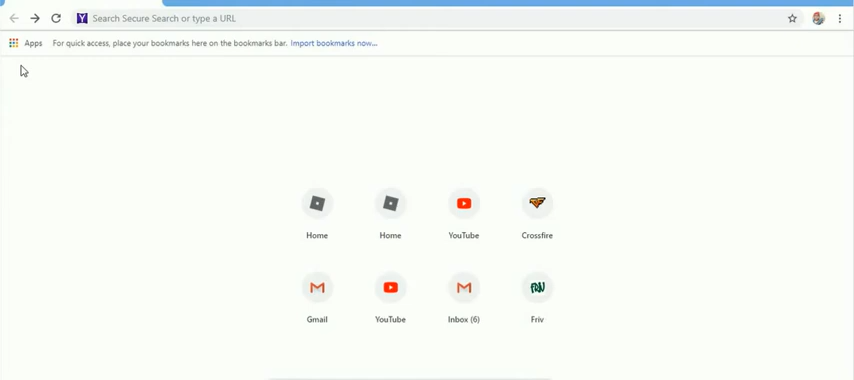 Search Secure Search or type a URL
Apps For quick access, place your bookmarks here on the bookmarks bar. Import bookmarks now...
Home Home YouTube Crossfire
Gmail YouTube Inbox (6) Friv